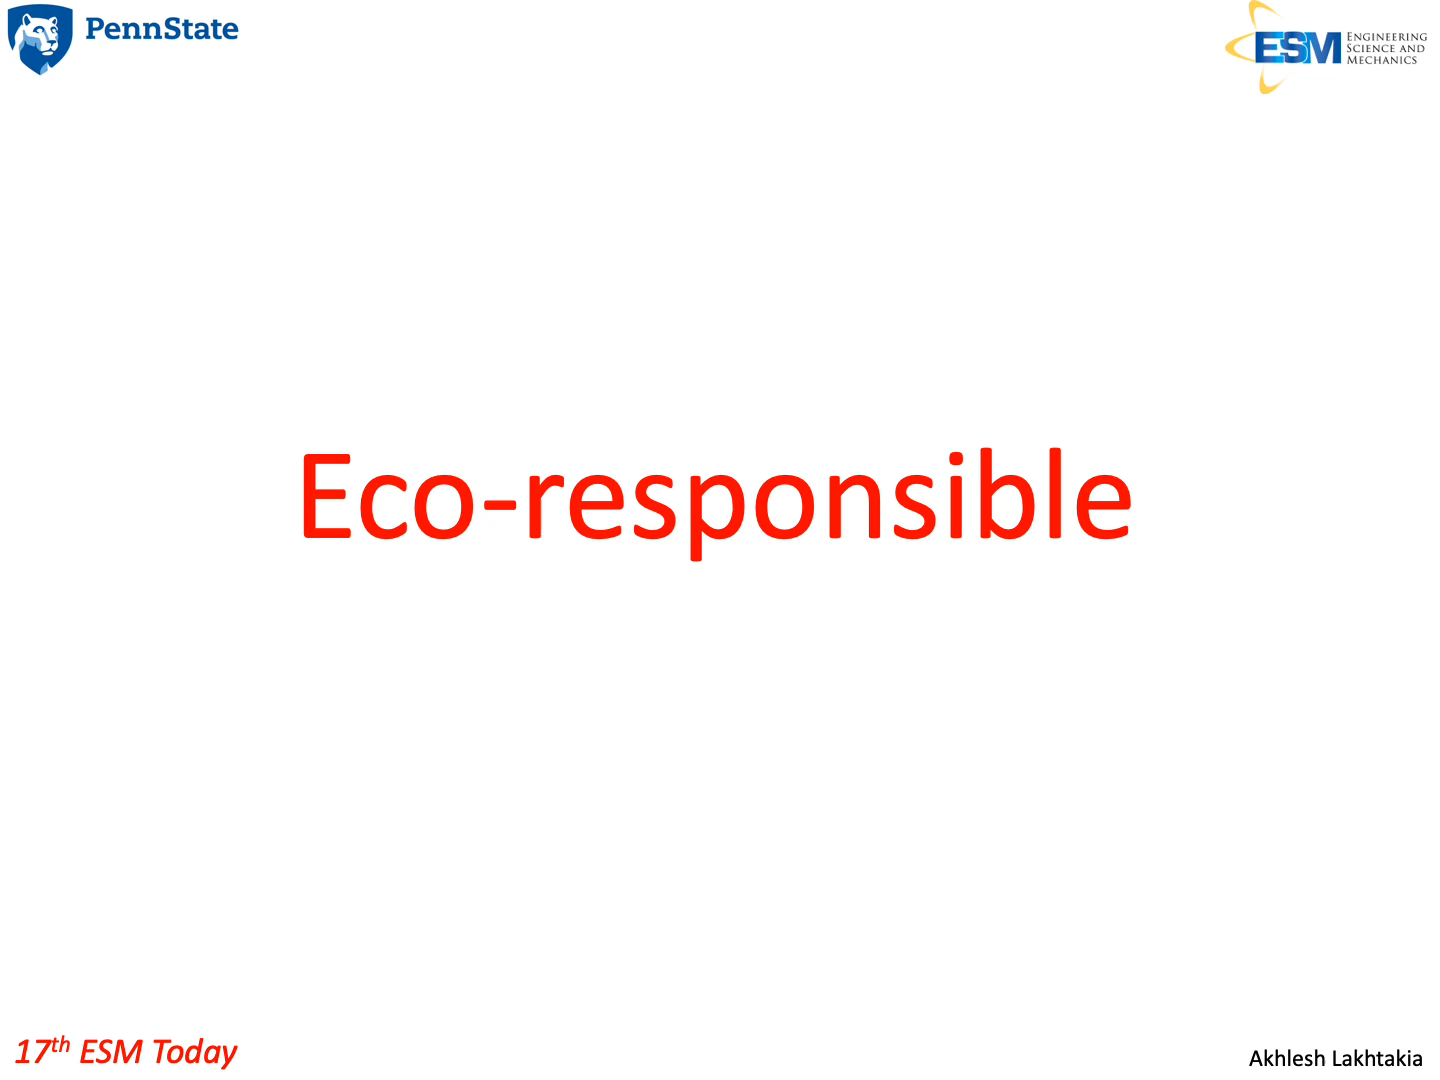 PennState
ESM ENGINEERING
SCIENCE AND
MECHANICS
Eco-responsible
17th ESM Today
Akhlesh Lakhtakia